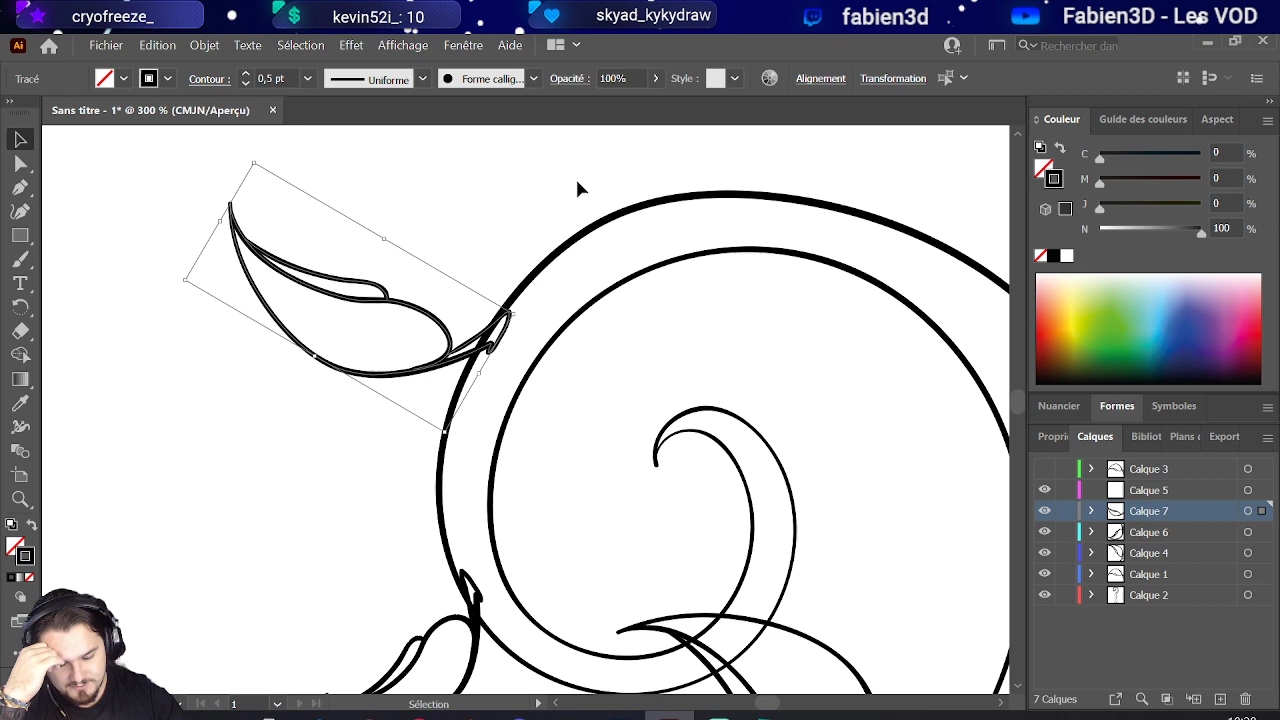 cryofreeze_
kevin52i_: 10
skyad_kykydraw
fabien3d
Fabien3D - Les VOD
Ai
Fichier Edition Objet Texte Sélection Effet Affichage Fenêtre Aide
Rechercher dan
Tracé
Contour : 0,5 pt
Uniforme
Forme callig...
Opacité : 100%
Style :
Alignement
Transformation
Sans titre - 1* @ 300 % (CMJN/Aperçu) ×
Couleur Guide des couleurs Aspect
C 0 %
M 0 %
J 0 %
N 100 %
Nuancier Formes Symboles
Proprié Calques Bibliot Plans d Export
Calque 3
Calque 5
Calque 7
Calque 6
Calque 4
Calque 1
Calque 2
7 Calques
1
Sélection